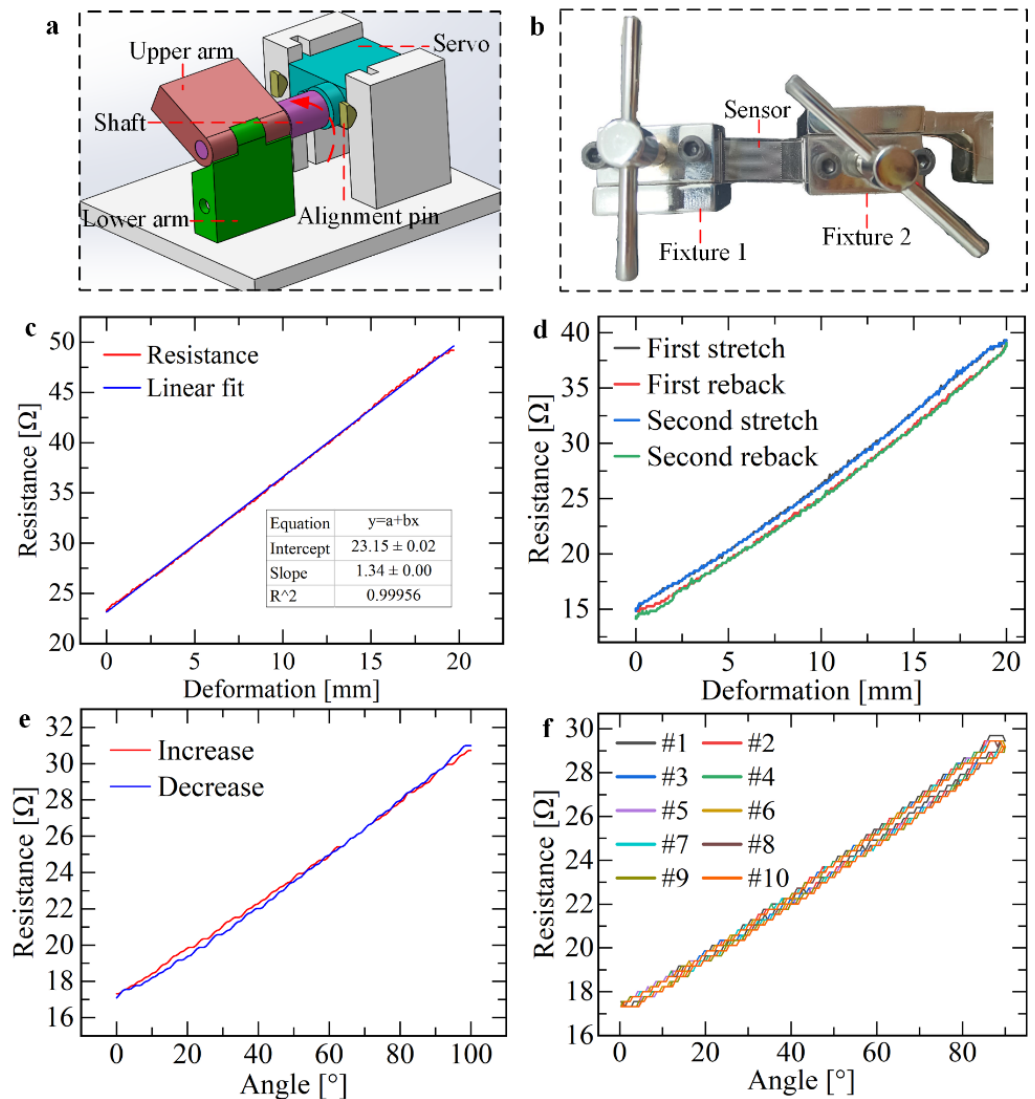 a
Upper arm
Servo
Shaft
Lower arm
Alignment pin
b
Sensor
Fixture 1
Fixture 2
c
Resistance
Linear fit
Equation y=a+bx
Intercept 23.15 ± 0.02
Slope 1.34 ± 0.00
R^2 0.99956
50
45
40
35
30
25
20
Resistance [Ω]
0 5 10 15 20
Deformation [mm]
d
First stretch
First reback
Second stretch
Second reback
40
35
30
25
20
15
Resistance [Ω]
0 5 10 15 20
Deformation [mm]
e
Increase
Decrease
32
30
28
26
24
22
20
18
16
Resistance [Ω]
0 20 40 60 80 100
Angle [°]
f
#1 #2
#3 #4
#5 #6
#7 #8
#9 #10
30
28
26
24
22
20
18
16
Resistance [Ω]
0 20 40 60 80
Angle [°]